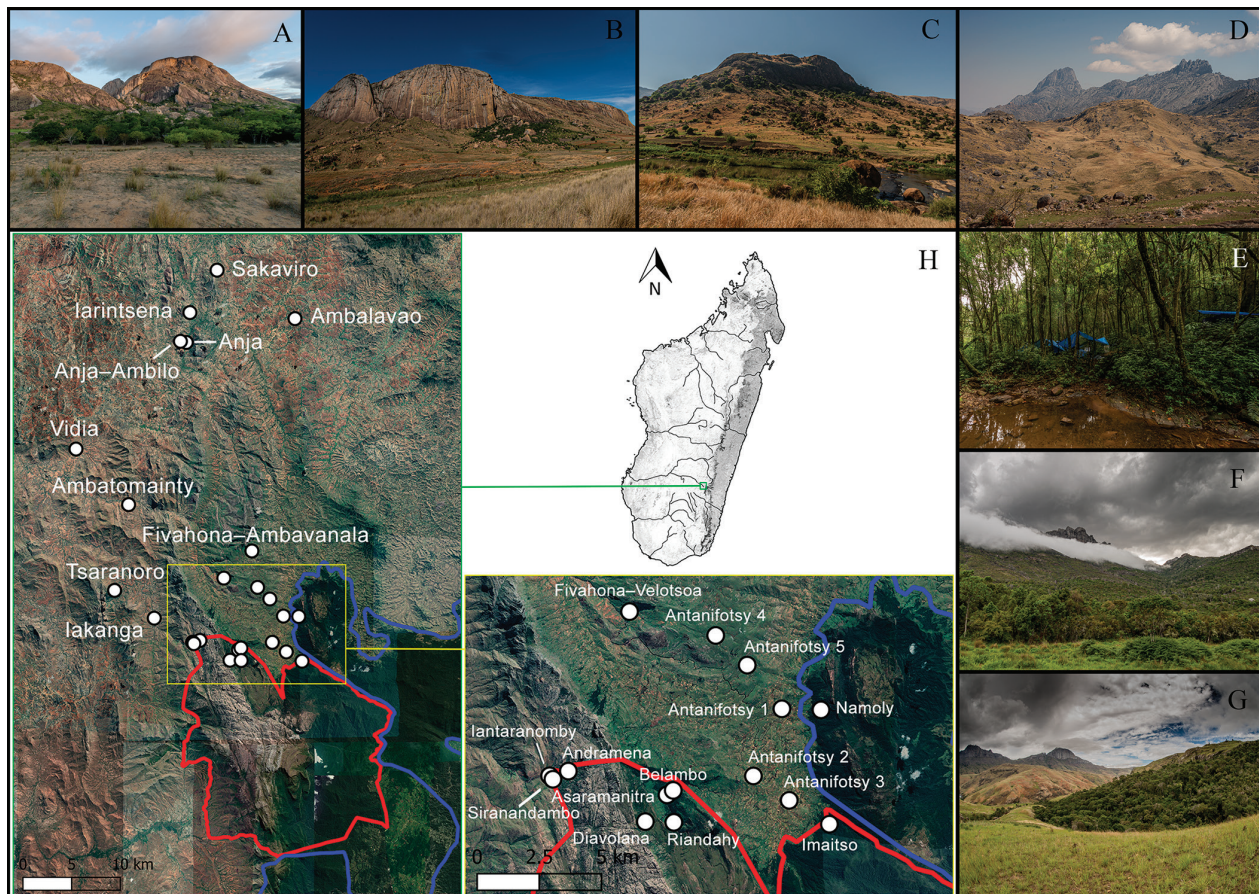 A
B
C
D
E
F
G
H
N
Sakaviro
Iarintsena
Ambalavao
Anja
Anja–Ambilo
Vidia
Ambatomainty
Fivahona–Ambavanala
Tsaranoro
Iakanga
0 5 10 km
Fivahona–Velotsoa
Antanifotsy 4
Antanifotsy 5
Antanifotsy 1
Namoly
Iantaranomby
Andramena
Antanifotsy 2
Belambo
Antanifotsy 3
Siranandambo
Asaramanitra
Diavolana
Riandahy
Imaitso
0 2.5 5 km